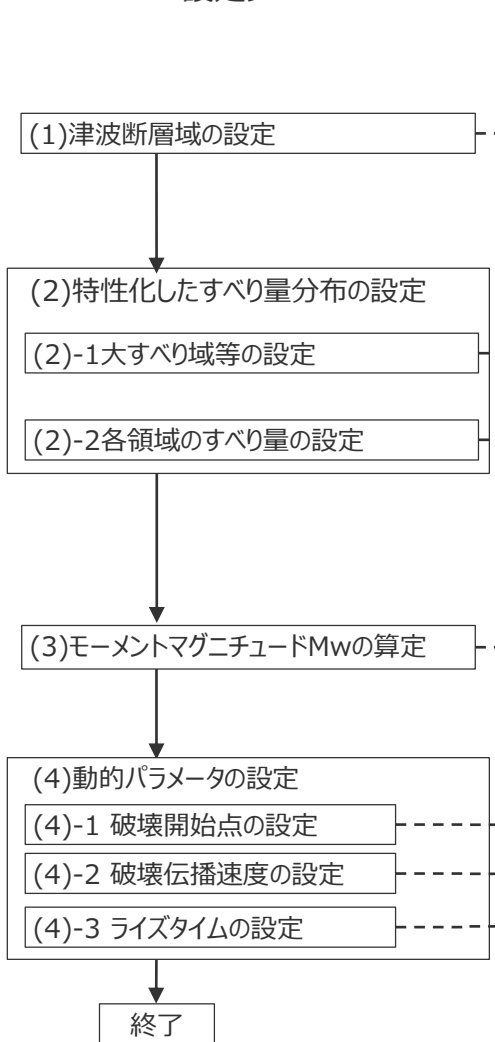 (1)津波断層域の設定
(2)特性化したすべり量分布の設定
(2)-1大すべり域等の設定
(2)-2各領域のすべり量の設定
(3)モーメントマグニチュードMwの算定
(4)動的パラメータの設定
(4)-1 破壊開始点の設定
(4)-2 破壊伝播速度の設定
(4)-3 ライズタイムの設定
終了